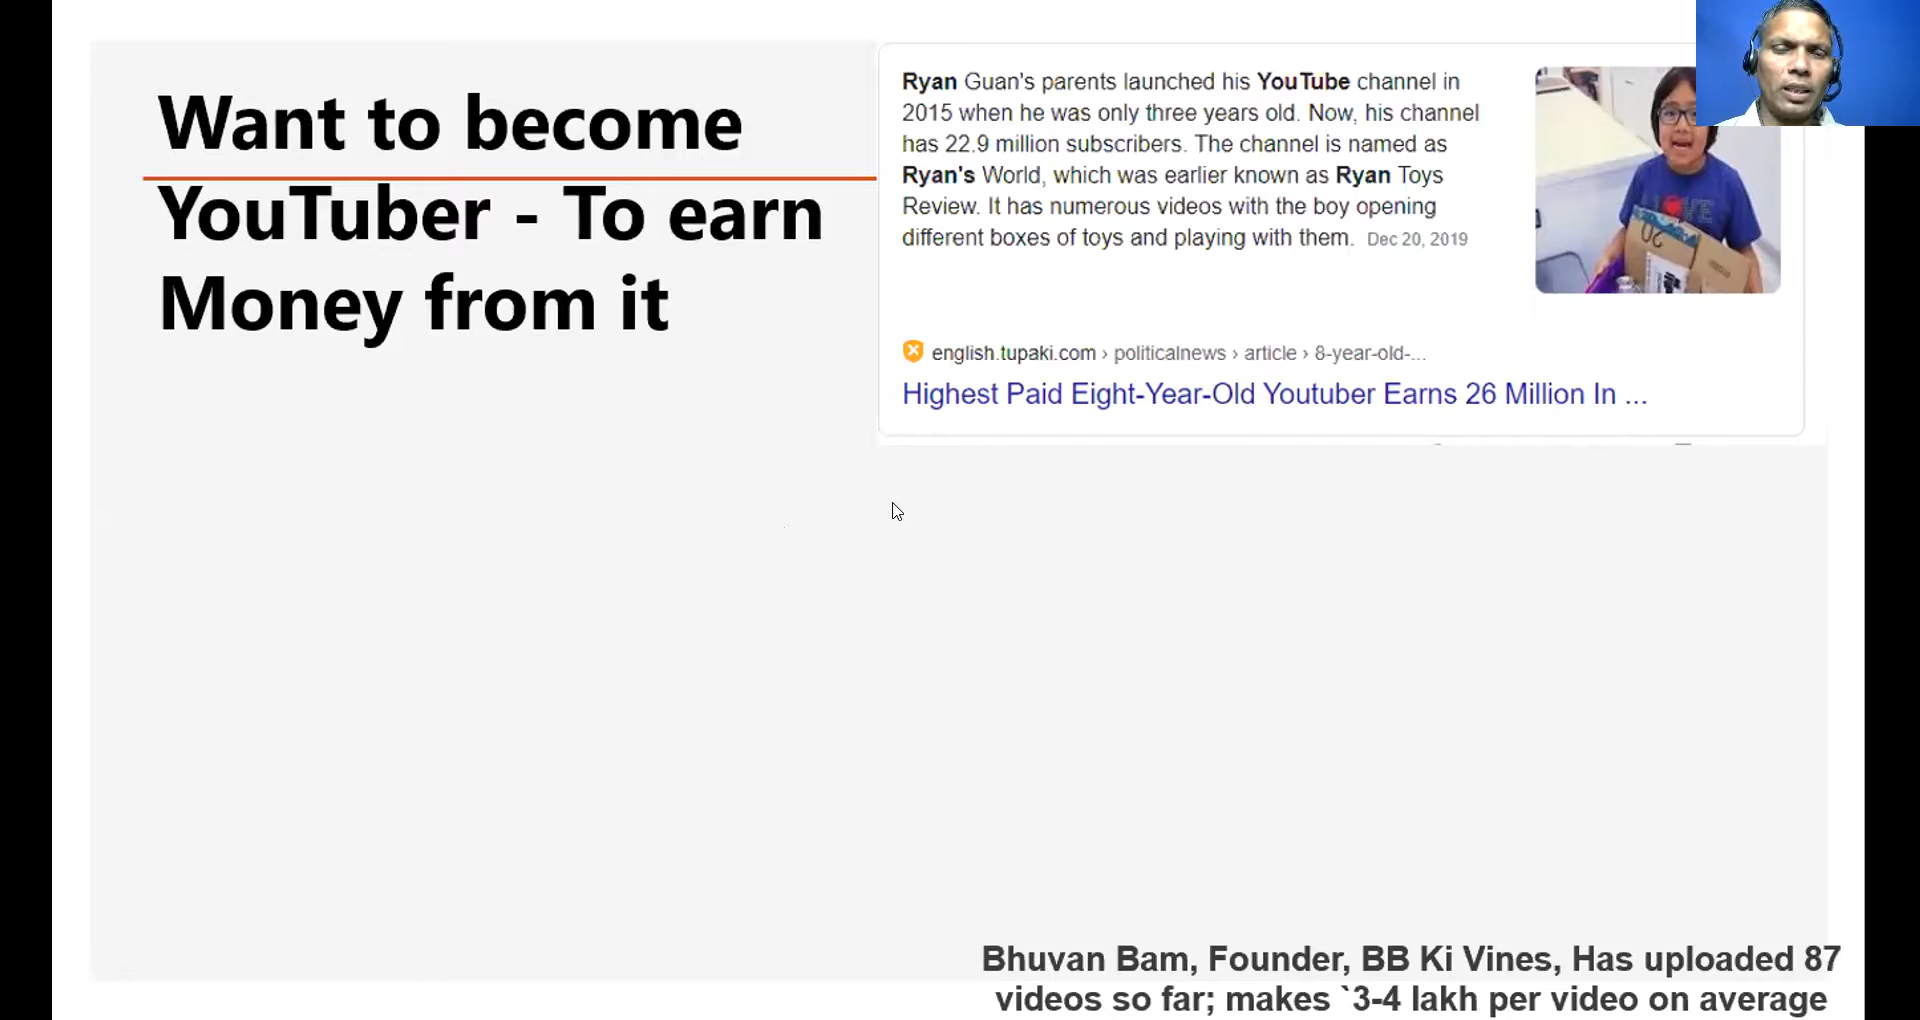 Want to become
YouTuber - To earn
Money from it
Ryan Guan's parents launched his YouTube channel in
2015 when he was only three years old. Now, his channel
has 22.9 million subscribers. The channel is named as
Ryan's World, which was earlier known as Ryan Toys
Review. It has numerous videos with the boy opening
different boxes of toys and playing with them. Dec 20, 2019
english.tupaki.com › politicalnews › article › 8-year-old-...
Highest Paid Eight-Year-Old Youtuber Earns 26 Million In ...
Bhuvan Bam, Founder, BB Ki Vines, Has uploaded 87
videos so far; makes `3-4 lakh per video on average